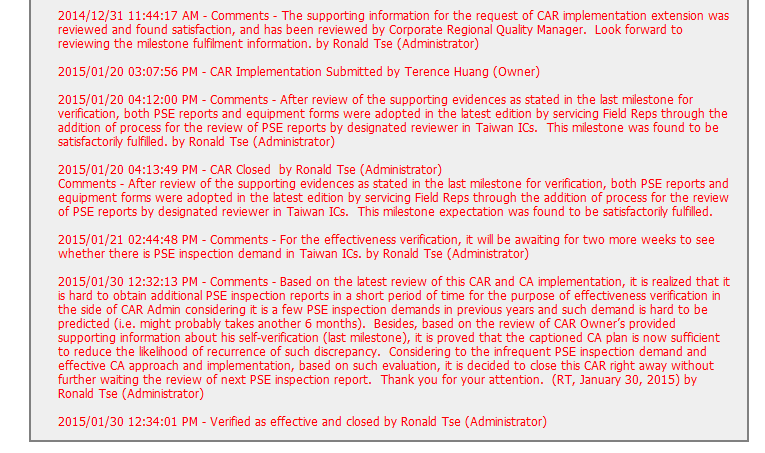 2014/12/31 11:44:17 AM - Comments - The supporting information for the request of CAR implementation extension was
reviewed and found satisfaction, and has been reviewed by Corporate Regional Quality Manager.  Look forward to
reviewing the milestone fulfilment information. by Ronald Tse (Administrator)
2015/01/20 03:07:56 PM - CAR Implementation Submitted by Terence Huang (Owner)
2015/01/20 04:12:00 PM - Comments - After review of the supporting evidences as stated in the last milestone for
verification, both PSE reports and equipment forms were adopted in the latest edition by servicing Field Reps through the
addition of process for the review of PSE reports by designated reviewer in Taiwan ICs.  This milestone was found to be
satisfactorily fulfilled. by Ronald Tse (Administrator)
2015/01/20 04:13:49 PM - CAR Closed  by Ronald Tse (Administrator)
Comments - After review of the supporting evidences as stated in the last milestone for verification, both PSE reports and
equipment forms were adopted in the latest edition by servicing Field Reps through the addition of process for the review
of PSE reports by designated reviewer in Taiwan ICs.  This milestone expectation was found to be satisfactorily fulfilled.
2015/01/21 02:44:48 PM - Comments - For the effectiveness verification, it will be awaiting for two more weeks to see
whether there is PSE inspection demand in Taiwan ICs. by Ronald Tse (Administrator)
2015/01/30 12:32:13 PM - Comments - Based on the latest review of this CAR and CA implementation, it is realized that it
is hard to obtain additional PSE inspection reports in a short period of time for the purpose of effectiveness verification in
the side of CAR Admin considering it is a few PSE inspection demands in previous years and such demand is hard to be
predicted (i.e. might probably takes another 6 months).  Besides, based on the review of CAR Owner's provided
supporting information about his self-verification (last milestone), it is proved that the captioned CA plan is now sufficient
to reduce the likelihood of recurrence of such discrepancy.  Considering to the infrequent PSE inspection demand and
effective CA approach and implementation, based on such evaluation, it is decided to close this CAR right away without
further waiting the review of next PSE inspection report.  Thank you for your attention.  (RT, January 30, 2015) by
Ronald Tse (Administrator)
2015/01/30 12:34:01 PM - Verified as effective and closed by Ronald Tse (Administrator)